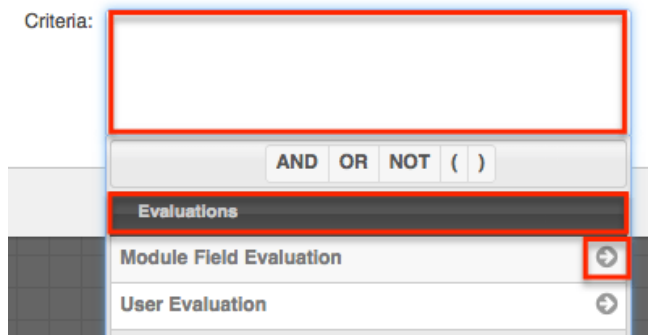 Criteria:
AND OR NOT ( )
Evaluations
Module Field Evaluation
User Evaluation